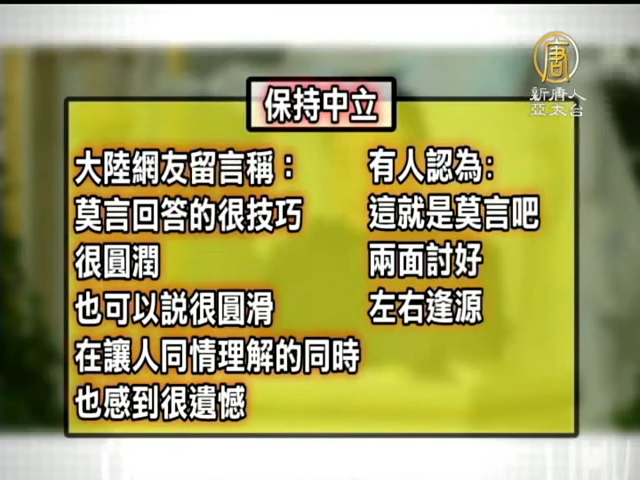 新唐人
亞太台
保持中立
大陸網友留言稱：
莫言回答的很技巧
很圓潤
也可以説很圓滑
在讓人同情理解的同時
也感到很遺憾
有人認為：
這就是莫言吧
兩面討好
左右逢源